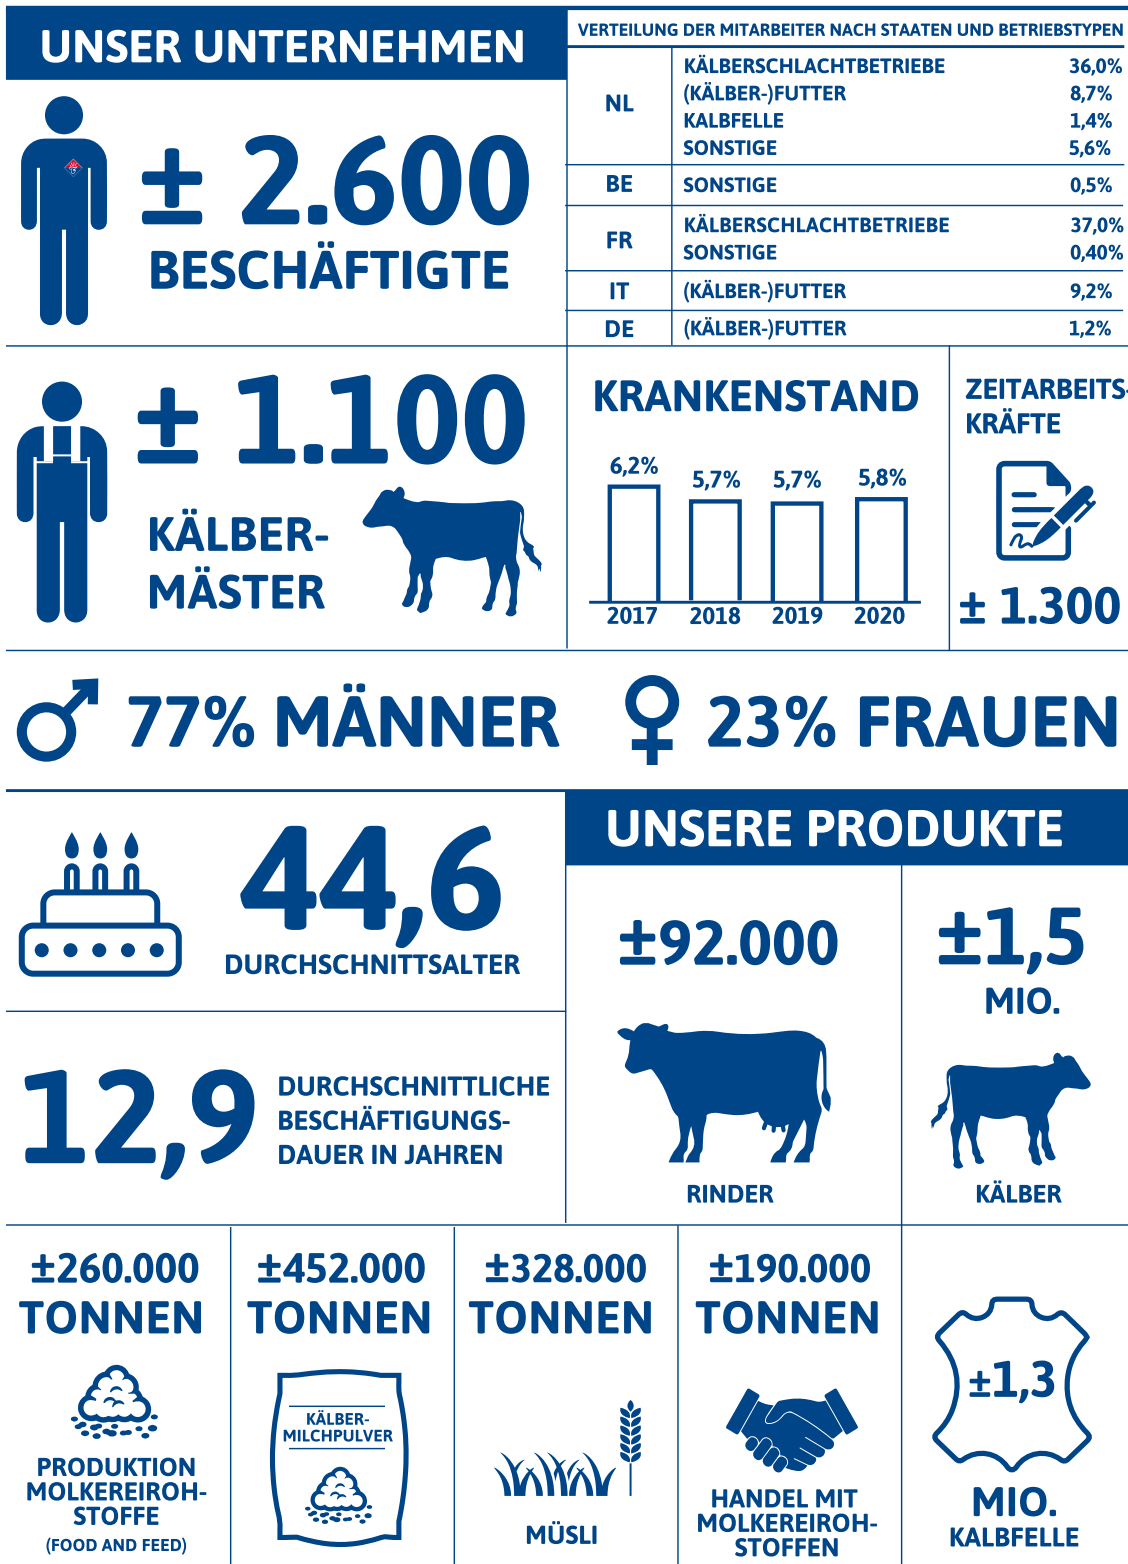 UNSER UNTERNEHMEN
± 2.600
BESCHÄFTIGTE
VERTEILUNG DER MITARBEITER NACH STAATEN UND BETRIEBSTYPEN
NL
KÄLBERSCHLACHTBETRIEBE 36,0%
(KÄLBER-)FUTTER 8,7%
KALBFELLE 1,4%
SONSTIGE 5,6%
BE SONSTIGE 0,5%
FR
KÄLBERSCHLACHTBETRIEBE 37,0%
SONSTIGE 0,40%
IT (KÄLBER-)FUTTER 9,2%
DE (KÄLBER-)FUTTER 1,2%
± 1.100
KÄLBER-
MÄSTER
KRANKENSTAND
6,2% 5,7% 5,7% 5,8%
2017 2018 2019 2020
ZEITARBEITS-
KRÄFTE
± 1.300
77% MÄNNER
23% FRAUEN
44,6
DURCHSCHNITTSALTER
12,9
DURCHSCHNITTLICHE
BESCHÄFTIGUNGS-
DAUER IN JAHREN
UNSERE PRODUKTE
±92.000
RINDER
±1,5
MIO.
KÄLBER
±260.000
TONNEN
PRODUKTION
MOLKEREIROH-
STOFFE
(FOOD AND FEED)
±452.000
TONNEN
KÄLBER-
MILCHPULVER
±328.000
TONNEN
MÜSLI
±190.000
TONNEN
HANDEL MIT
MOLKEREIROH-
STOFFEN
±1,3
MIO.
KALBFELLE